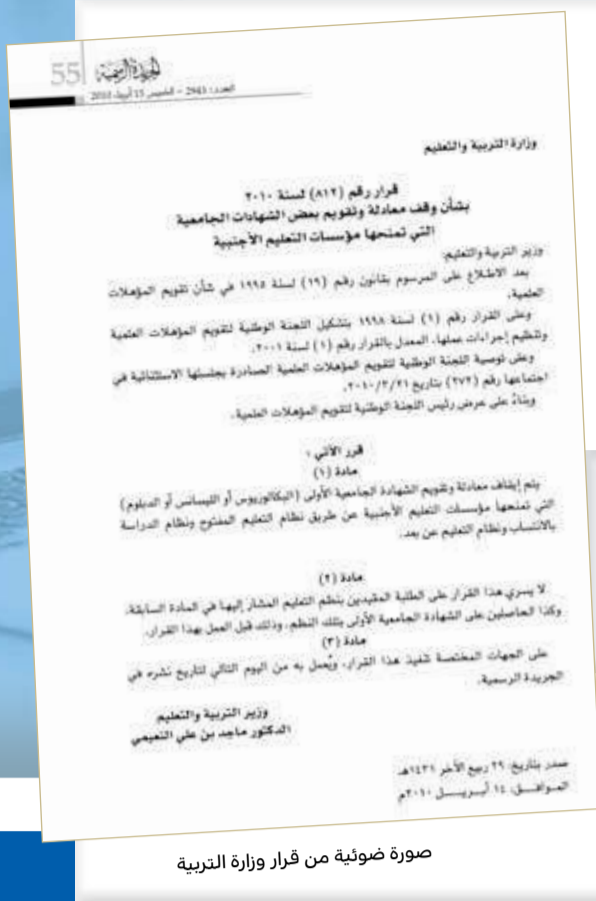 55 الجريدة الرسمية
العدد: 2943 – الخميس 15 أبريل 2010
وزارة التربية والتعليم
قرار رقم (٨١٢) لسنة ٢٠١٠
بشأن وقف معادلة وتقويم بعض الشهادات الجامعية
التي تمنحها مؤسسات التعليم الأجنبية
وزير التربية والتعليم:
بعد الاطلاع على المرسوم بقانون رقم (١٩) لسنة ١٩٩٥ في شأن تقويم المؤهلات
العلمية،
وعلى القرار رقم (١) لسنة ١٩٩٨ بتشكيل اللجنة الوطنية لتقويم المؤهلات العلمية
وتنظيم إجراءات عملها، المعدل بالقرار رقم (١) لسنة ٢٠٠١،
وعلى توصية اللجنة الوطنية لتقويم المؤهلات العلمية الصادرة بجلستها الاستثنائية في
اجتماعها رقم (٢٧٢) بتاريخ ٢٠١٠/٣/٢١،
وبناءً على عرض رئيس اللجنة الوطنية لتقويم المؤهلات العلمية،
قرر الآتي:
مادة (١)
يتم إيقاف معادلة وتقويم الشهادة الجامعية الأولى (البكالوريوس أو الليسانس أو الدبلوم)
التي تمنحها مؤسسات التعليم الأجنبية عن طريق نظام التعليم المفتوح ونظام الدراسة
بالانتساب ونظام التعليم عن بعد.
مادة (٢)
لا يسري هذا القرار على الطلبة المقيدين بنظم التعليم المشار إليها في المادة السابقة،
وكذا الحاصلين على الشهادة الجامعية الأولى بتلك النظم، وذلك قبل العمل بهذا القرار.
مادة (٣)
على الجهات المختصة تنفيذ هذا القرار، ويُعمل به من اليوم التالي لتاريخ نشره في
الجريدة الرسمية.
وزير التربية والتعليم
الدكتور ماجد بن علي النعيمي
صدر بتاريخ: ٢٩ ربيع الآخر ١٤٣١هـ
الموافق: ١٤ أبريل ٢٠١٠م
صورة ضوئية من قرار وزارة التربية